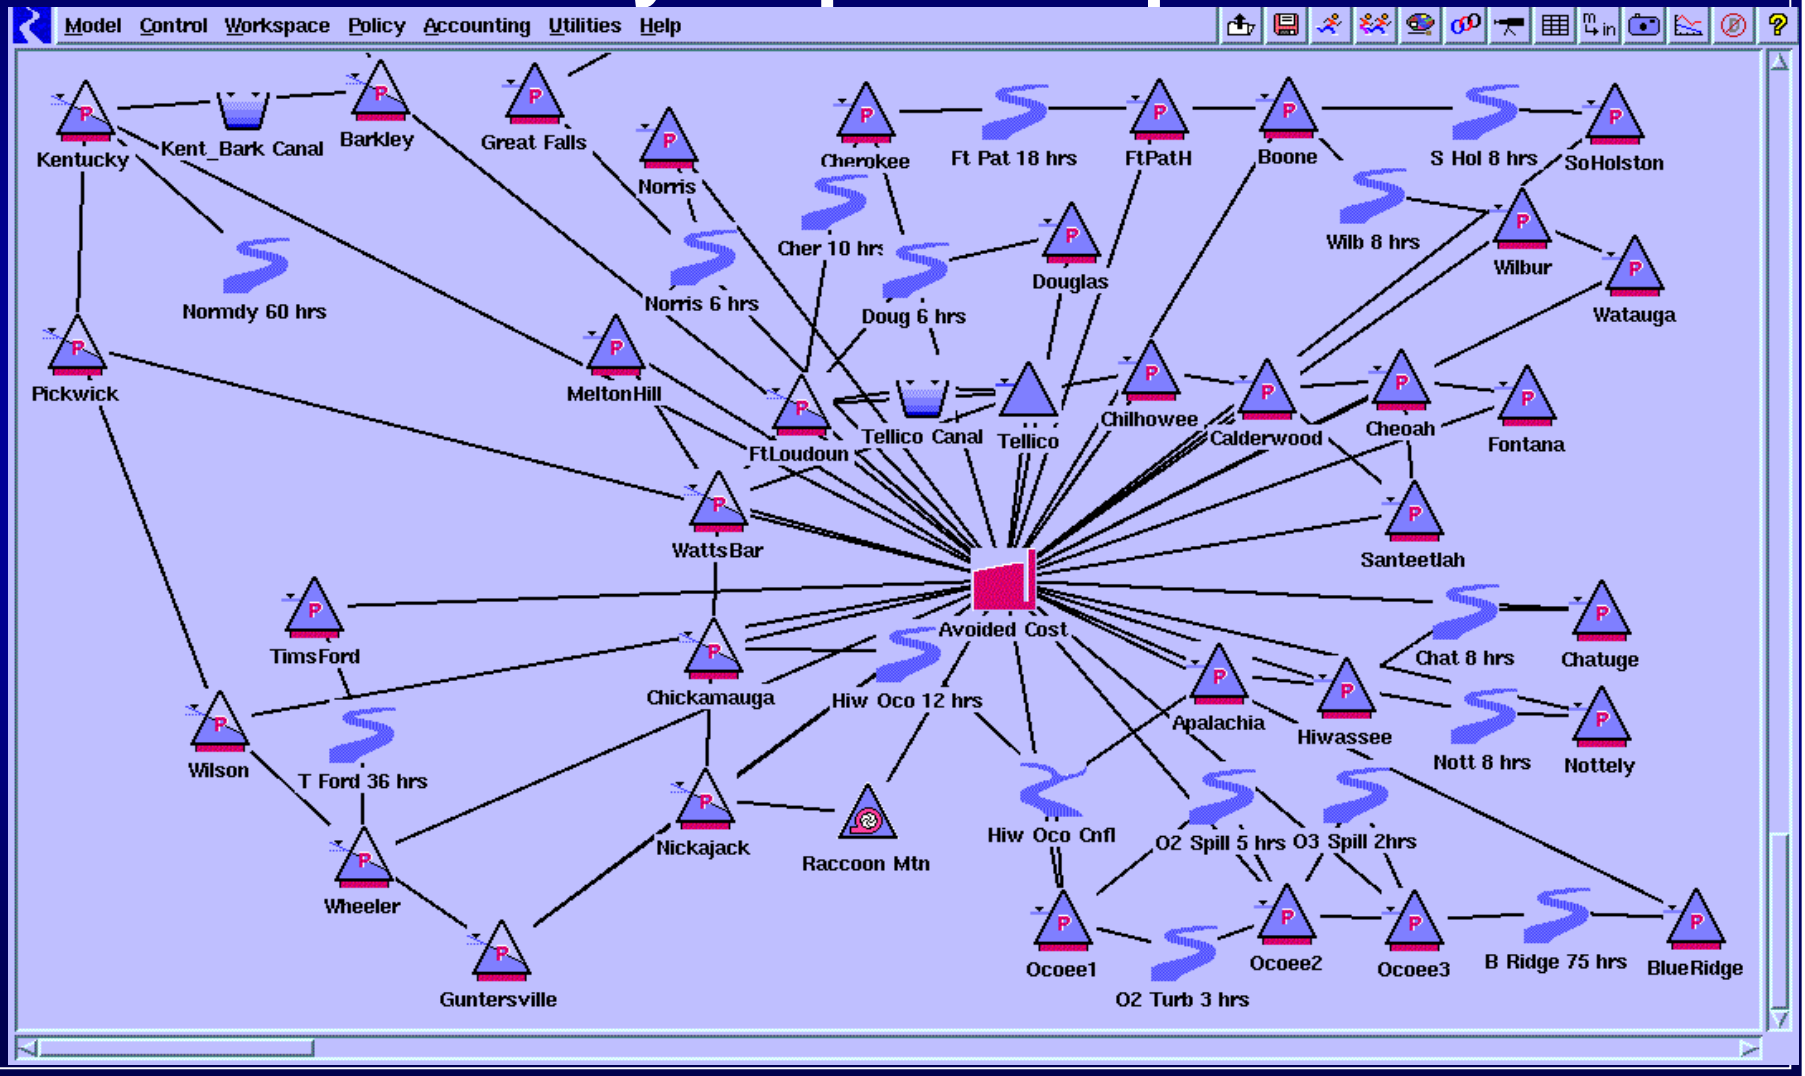 Model Control Workspace Policy Accounting Utilities Help
m in ?
Kentucky
Kent_Bark Canal
Barkley
Great Falls
Norris
Cherokee
Ft Pat 18 hrs
FtPatH
Boone
S Hol 8 hrs
SoHolston
Normdy 60 hrs
Norris 6 hrs
Cher 10 hrs
Doug 6 hrs
Douglas
Wilb 8 hrs
Wilbur
Watauga
Pickwick
MeltonHill
FtLoudoun
Tellico Canal
Tellico
Chilhowee
Calderwood
Cheoah
Fontana
WattsBar
Santeetlah
Avoided Cost
TimsFord
Chickamauga
Hiw Oco 12 hrs
Apalachia
Hiwassee
Chat 8 hrs
Chatuge
Wilson
T Ford 36 hrs
Nott 8 hrs
Nottely
Nickajack
Raccoon Mtn
Hiw Oco Cnfl
O2 Spill 5 hrs
O3 Spill 2hrs
Wheeler
Guntersville
Ocoee1
O2 Turb 3 hrs
Ocoee2
Ocoee3
B Ridge 75 hrs
BlueRidge